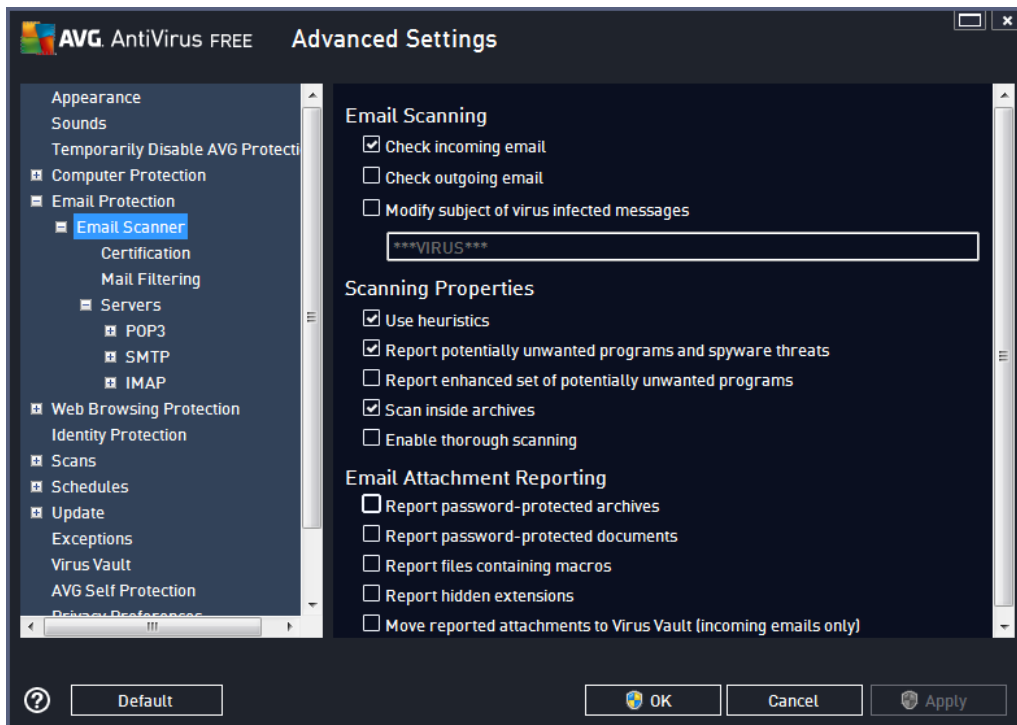 AVG. AntiVirus FREE Advanced Settings
Appearance
Sounds
Temporarily Disable AVG Protecti
Computer Protection
Email Protection
Email Scanner
Certification
Mail Filtering
Servers
POP3
SMTP
IMAP
Web Browsing Protection
Identity Protection
Scans
Schedules
Update
Exceptions
Virus Vault
AVG Self Protection
Privacy Preferences
Email Scanning
Check incoming email
Check outgoing email
Modify subject of virus infected messages
***VIRUS***
Scanning Properties
Use heuristics
Report potentially unwanted programs and spyware threats
Report enhanced set of potentially unwanted programs
Scan inside archives
Enable thorough scanning
Email Attachment Reporting
Report password-protected archives
Report password-protected documents
Report files containing macros
Report hidden extensions
Move reported attachments to Virus Vault (incoming emails only)
? Default OK Cancel Apply